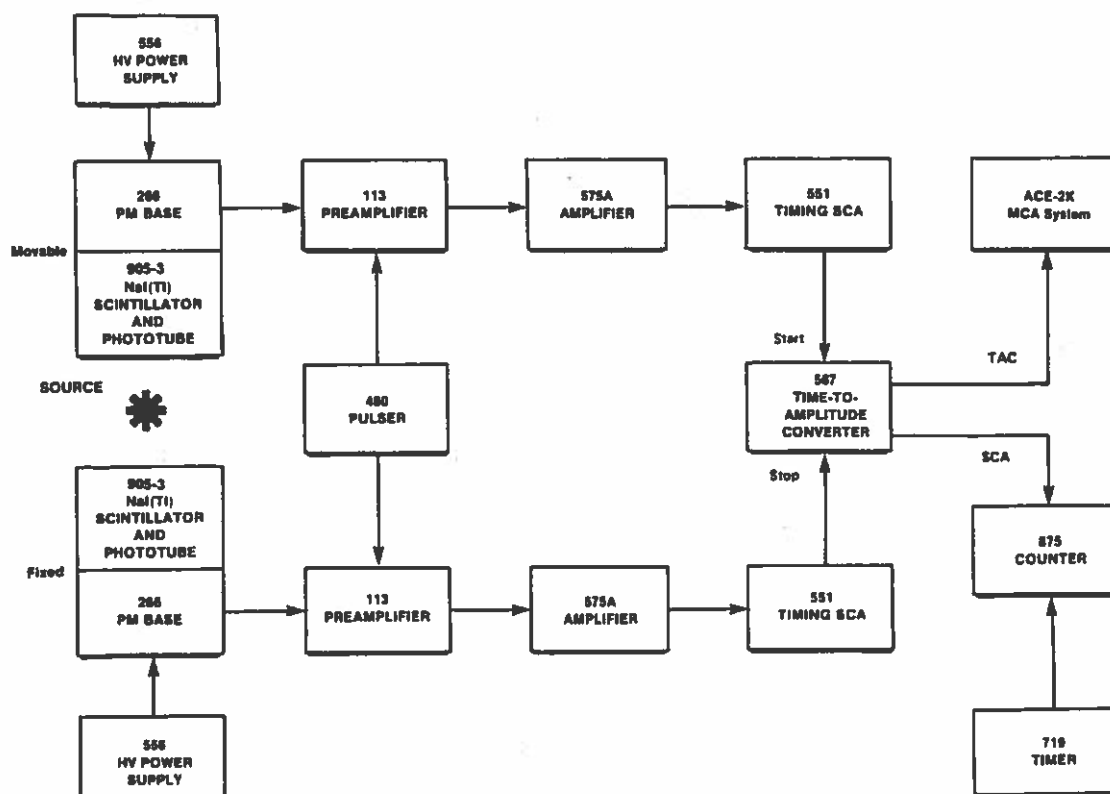 556
HV POWER
SUPPLY
266
PM BASE
113
PREAMPLIFIER
575A
AMPLIFIER
551
TIMING SCA
ACE-2X
MCA System
Movable
905-3
NaI(Tl)
SCINTILLATOR
AND
PHOTOTUBE
Start
TAC
SOURCE
480
PULSER
567
TIME-TO-
AMPLITUDE
CONVERTER
SCA
Stop
905-3
NaI(Tl)
SCINTILLATOR
AND
PHOTOTUBE
Fixed
266
PM BASE
113
PREAMPLIFIER
575A
AMPLIFIER
551
TIMING SCA
875
COUNTER
556
HV POWER
SUPPLY
719
TIMER